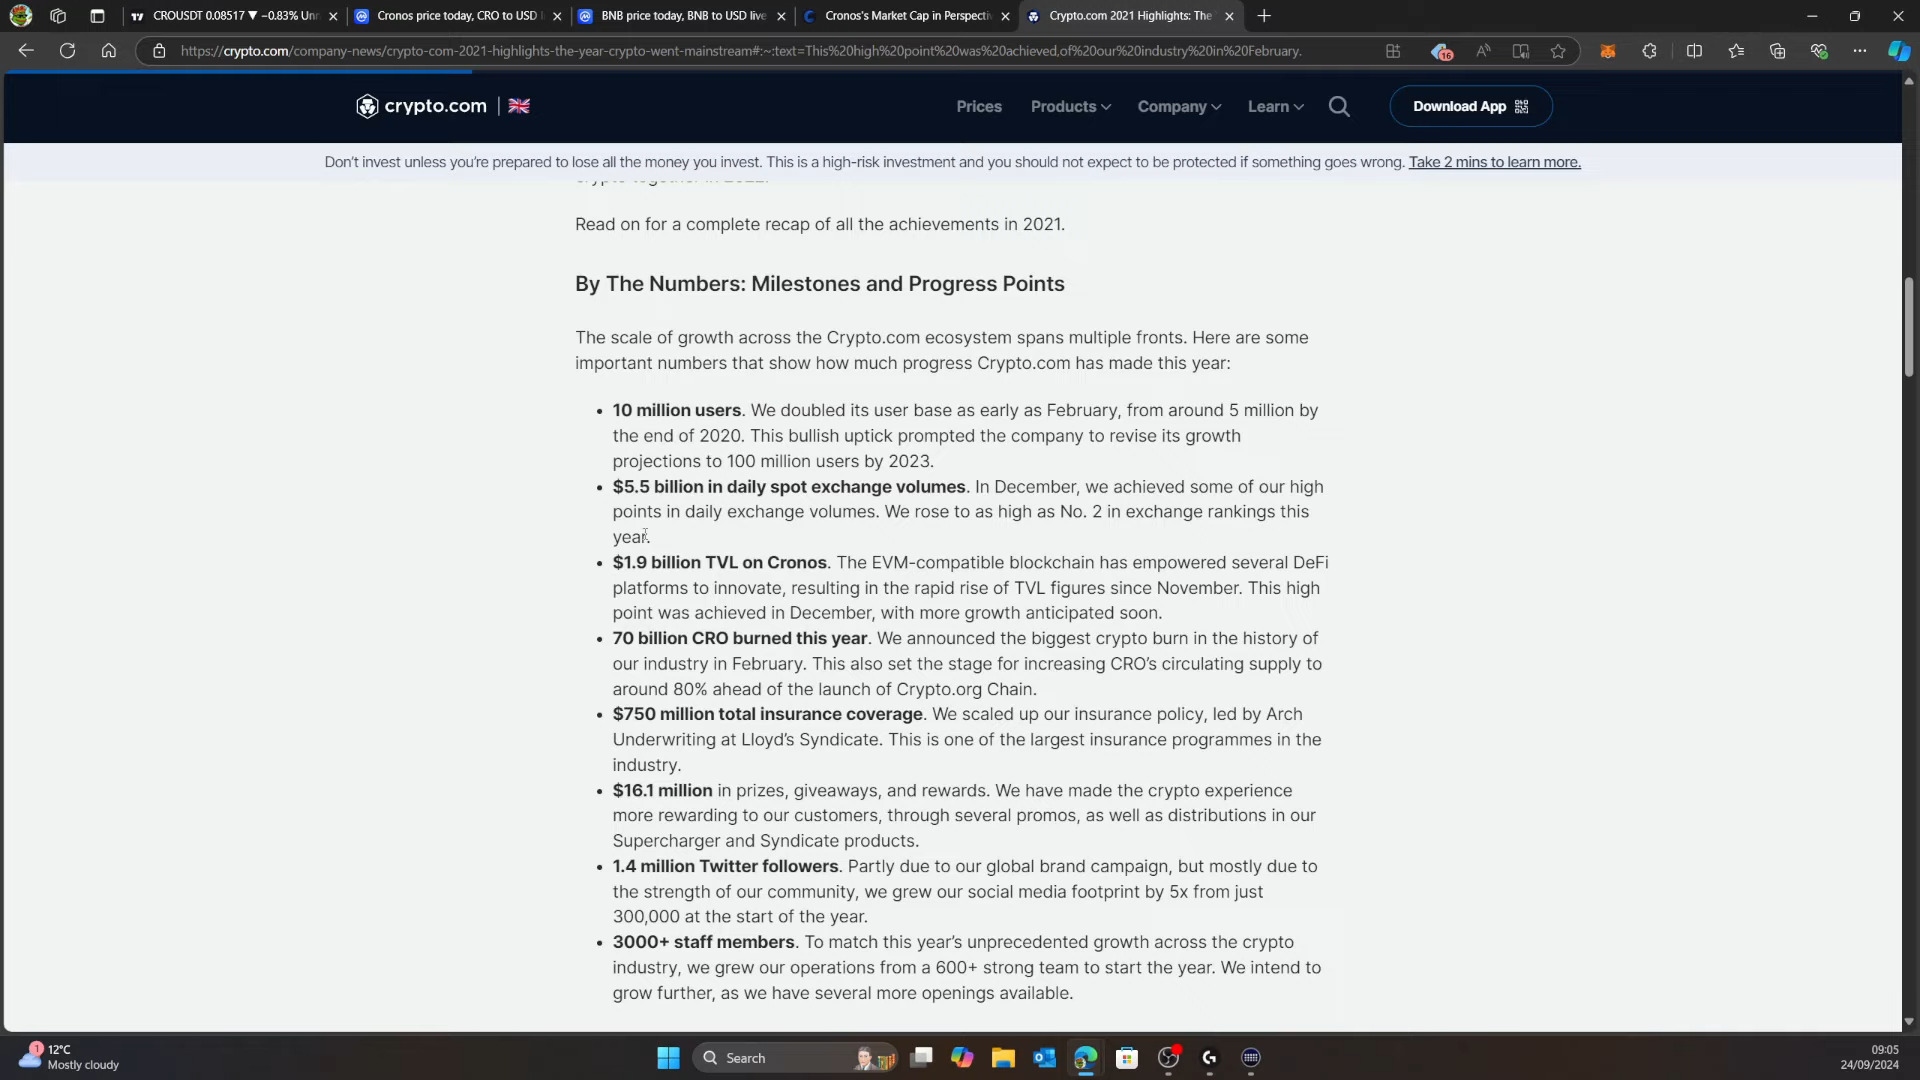 CROUSDT 0.08517 ▼ −0.83% Unn
Cronos price today, CRO to USD l
BNB price today, BNB to USD live
Cronos's Market Cap in Perspectiv
Crypto.com 2021 Highlights: The
https://crypto.com/company-news/crypto-com-2021-highlights-the-year-crypto-went-mainstream#:~:text=This%20high%20point%20was%20achieved,of%20our%20industry%20in%20February.
16
crypto.com
Prices
Products
Company
Learn
Download App
Don't invest unless you're prepared to lose all the money you invest. This is a high-risk investment and you should not expect to be protected if something goes wrong. Take 2 mins to learn more.
Read on for a complete recap of all the achievements in 2021.
By The Numbers: Milestones and Progress Points
The scale of growth across the Crypto.com ecosystem spans multiple fronts. Here are some
important numbers that show how much progress Crypto.com has made this year:
• 10 million users. We doubled its user base as early as February, from around 5 million by
the end of 2020. This bullish uptick prompted the company to revise its growth
projections to 100 million users by 2023.
• $5.5 billion in daily spot exchange volumes. In December, we achieved some of our high
points in daily exchange volumes. We rose to as high as No. 2 in exchange rankings this
year.
• $1.9 billion TVL on Cronos. The EVM-compatible blockchain has empowered several DeFi
platforms to innovate, resulting in the rapid rise of TVL figures since November. This high
point was achieved in December, with more growth anticipated soon.
• 70 billion CRO burned this year. We announced the biggest crypto burn in the history of
our industry in February. This also set the stage for increasing CRO's circulating supply to
around 80% ahead of the launch of Crypto.org Chain.
• $750 million total insurance coverage. We scaled up our insurance policy, led by Arch
Underwriting at Lloyd's Syndicate. This is one of the largest insurance programmes in the
industry.
• $16.1 million in prizes, giveaways, and rewards. We have made the crypto experience
more rewarding to our customers, through several promos, as well as distributions in our
Supercharger and Syndicate products.
• 1.4 million Twitter followers. Partly due to our global brand campaign, but mostly due to
the strength of our community, we grew our social media footprint by 5x from just
300,000 at the start of the year.
• 3000+ staff members. To match this year's unprecedented growth across the crypto
industry, we grew our operations from a 600+ strong team to start the year. We intend to
grow further, as we have several more openings available.
1
12°C
Mostly cloudy
Search
09:05
24/09/2024